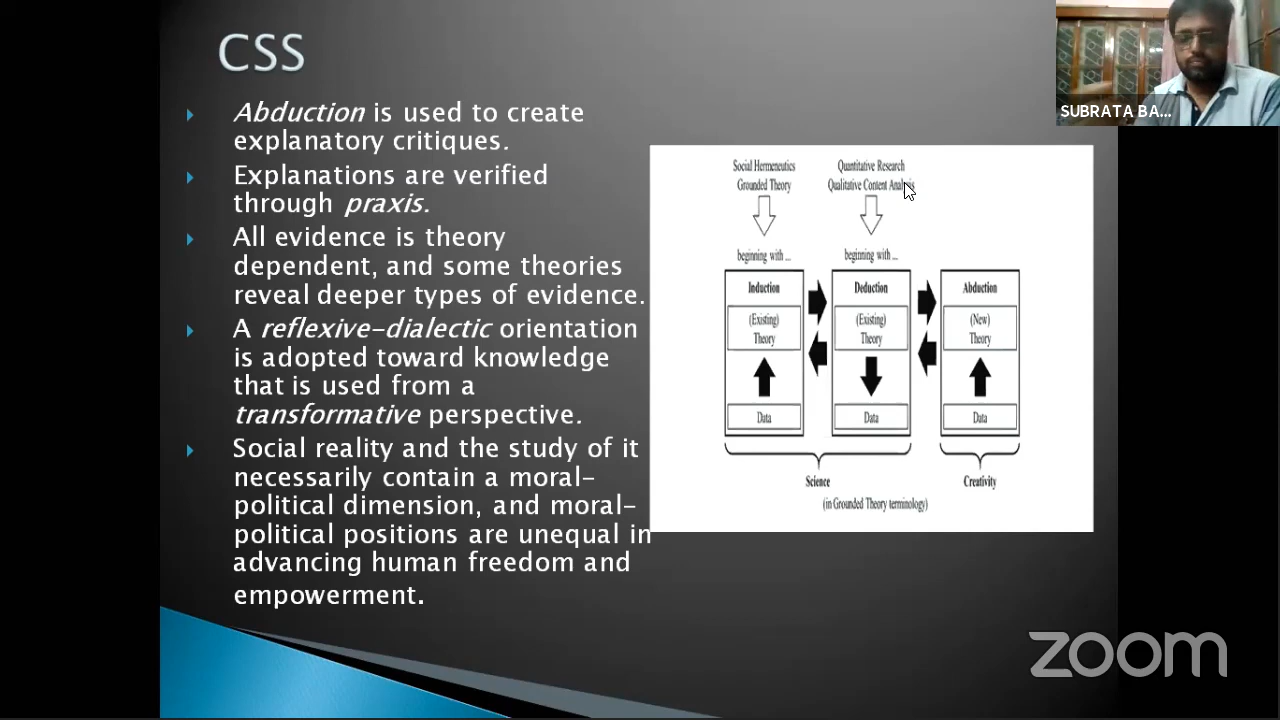 CSS
Abduction is used to create
explanatory critiques.
Explanations are verified
through praxis.
All evidence is theory
dependent, and some theories
reveal deeper types of evidence.
A reflexive-dialectic orientation
is adopted toward knowledge
that is used from a
transformative perspective.
Social reality and the study of it
necessarily contain a moral-
political dimension, and moral-
political positions are unequal in
advancing human freedom and
empowerment.
SUBRATA BA...
Social Hermeneutics
Grounded Theory
Quantitative Research
Qualitative Content Analysis
beginning with ...
beginning with ...
Induction
Deduction
Abduction
(Existing)
Theory
(Existing)
Theory
(New)
Theory
Data
Data
Data
Science
Creativity
(in Grounded Theory terminology)
zoom